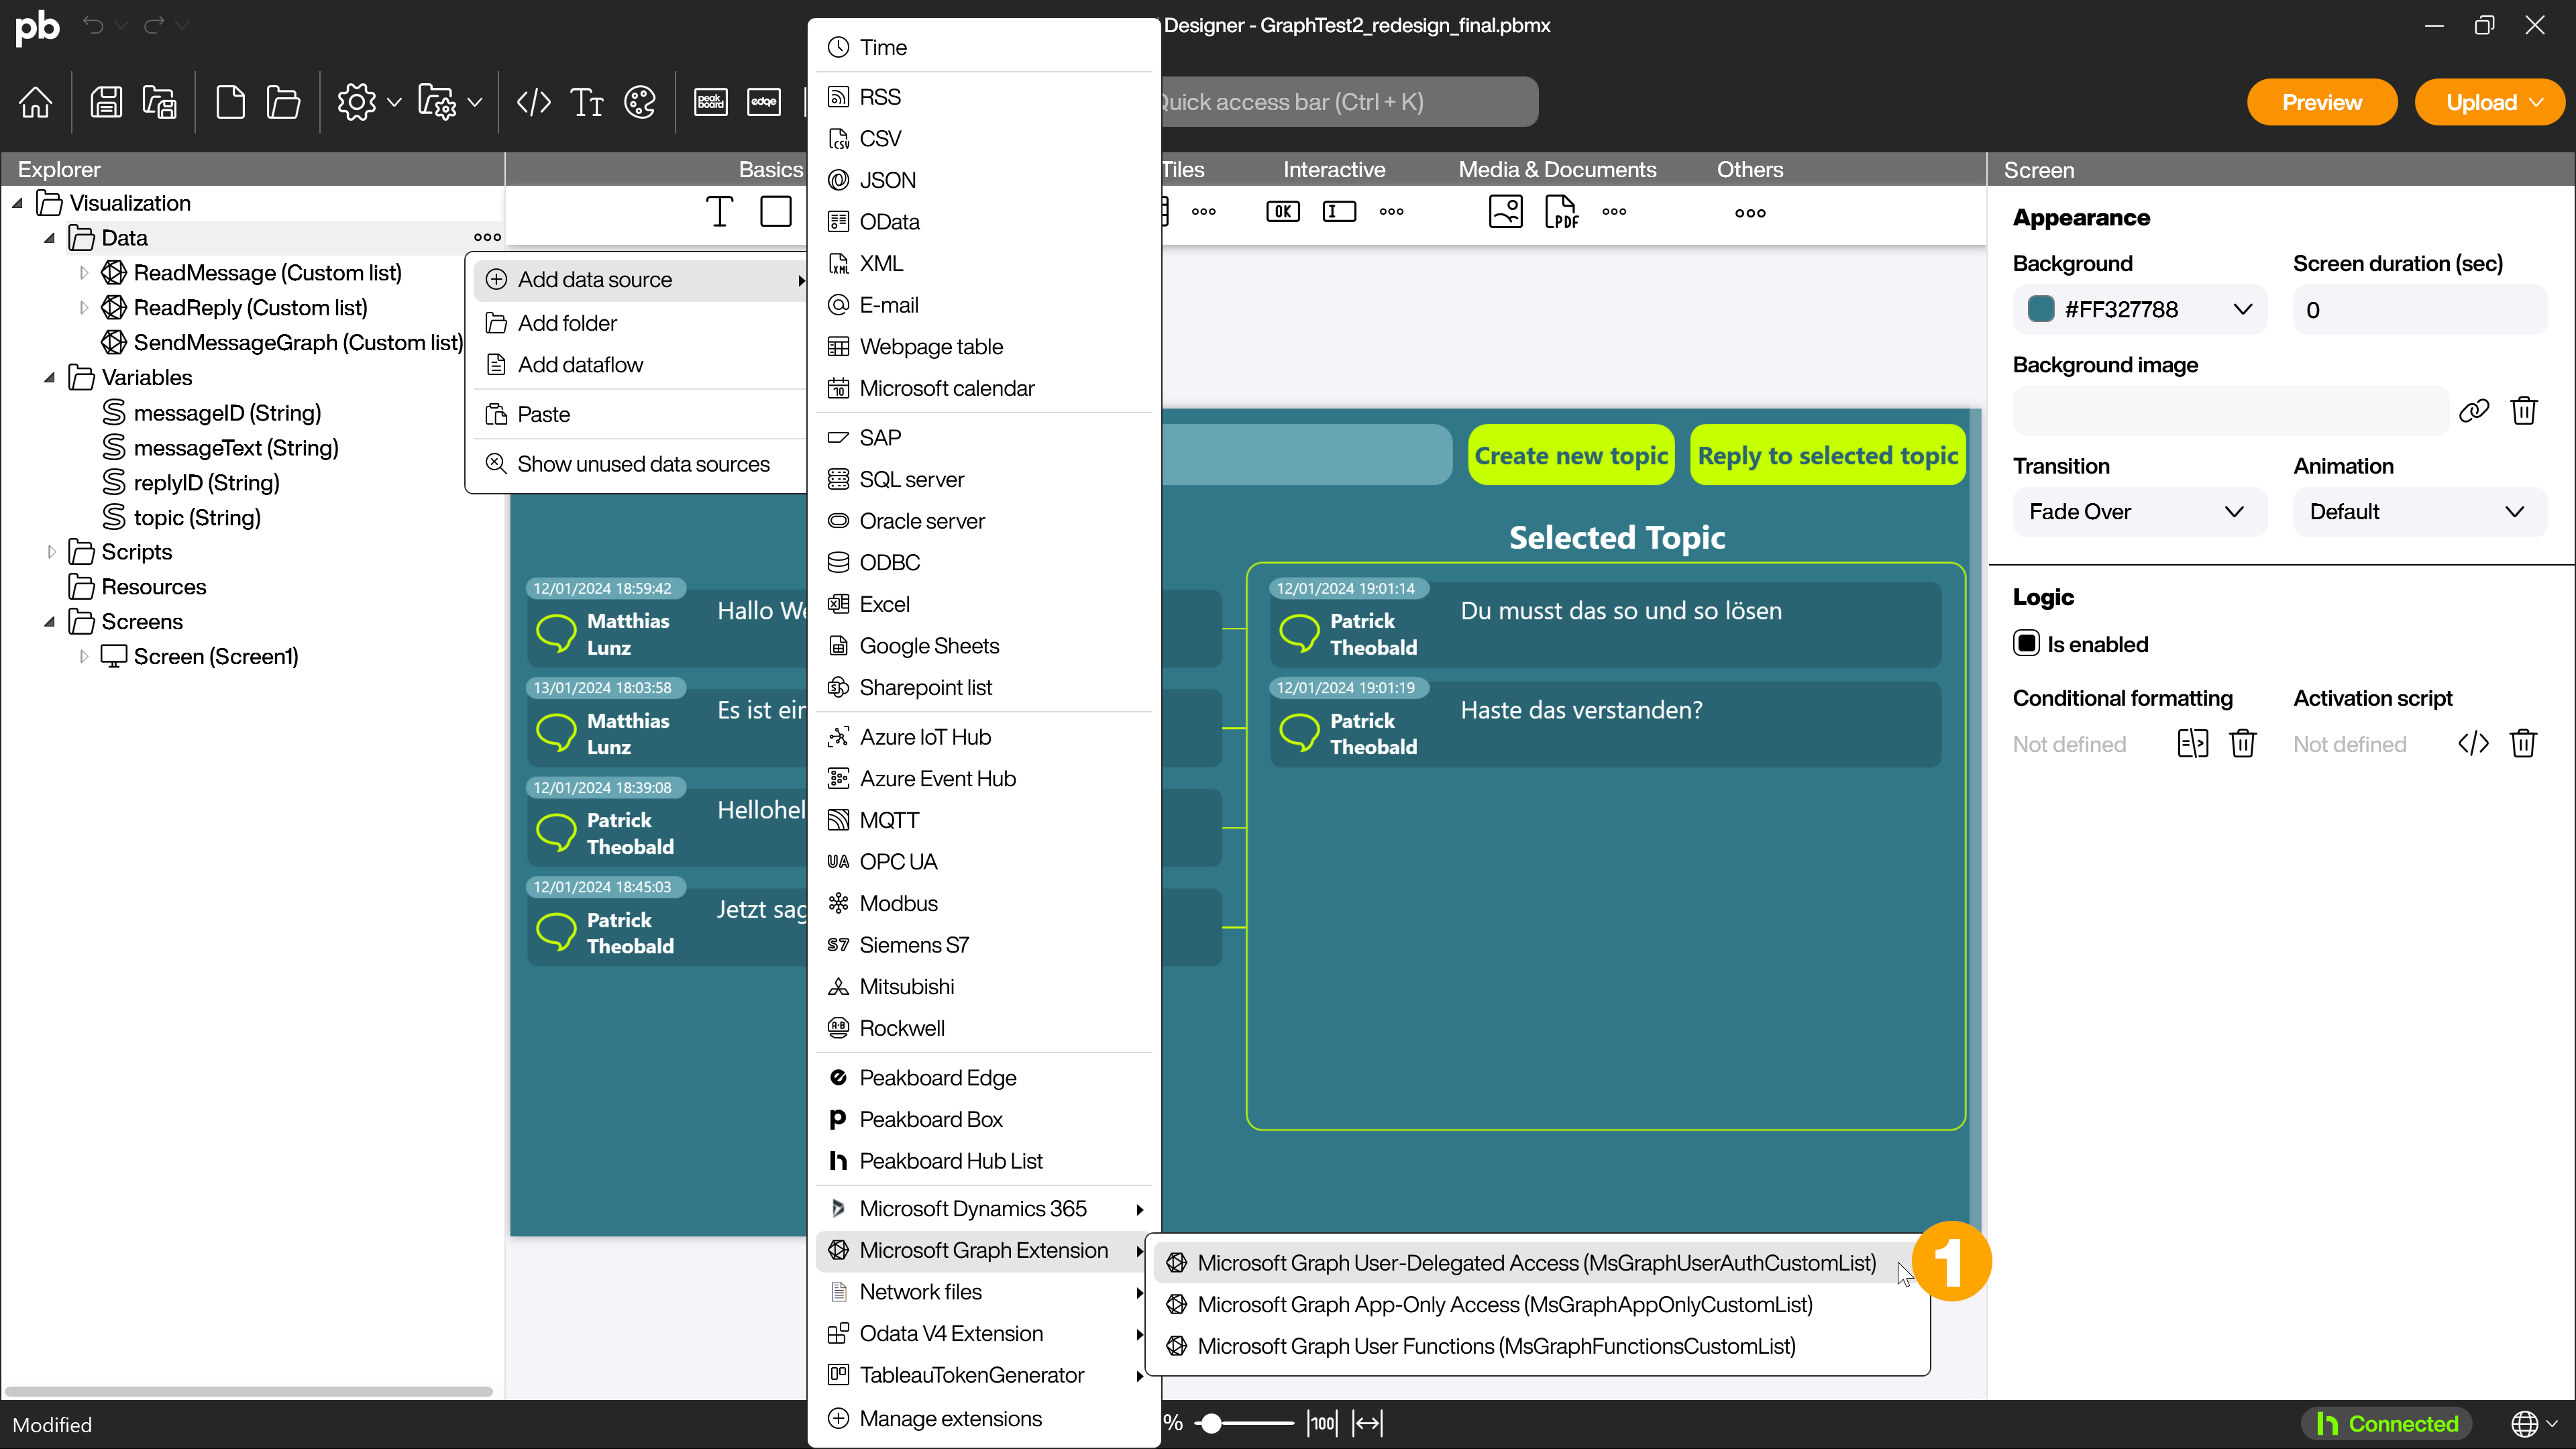 pb
Designer - GraphTest2_redesign_final.pbmx
peak board
edge
Quick access bar (Ctrl + K)
Preview
Upload
Explorer
Visualization
Data
ReadMessage (Custom list)
ReadReply (Custom list)
SendMessageGraph (Custom list)
Variables
messageID (String)
messageText (String)
replyID (String)
topic (String)
Scripts
Resources
Screens
Screen (Screen1)
Add data source
Add folder
Add dataflow
Paste
Show unused data sources
Time
RSS
CSV
JSON
OData
XML
E-mail
Webpage table
Microsoft calendar
SAP
SQL server
Oracle server
ODBC
Excel
Google Sheets
Sharepoint list
Azure IoT Hub
Azure Event Hub
MQTT
OPC UA
Modbus
Siemens S7
Mitsubishi
Rockwell
Peakboard Edge
Peakboard Box
Peakboard Hub List
Microsoft Dynamics 365
Microsoft Graph Extension
Network files
Odata V4 Extension
TableauTokenGenerator
Manage extensions
Microsoft Graph User-Delegated Access (MsGraphUserAuthCustomList)
Microsoft Graph App-Only Access (MsGraphAppOnlyCustomList)
Microsoft Graph User Functions (MsGraphFunctionsCustomList)
1
Basics
Tiles
Interactive
Media & Documents
Others
OK
PDF
Create new topic
Reply to selected topic
Selected Topic
12/01/2024 18:59:42
Matthias
Lunz
Hallo We
13/01/2024 18:03:58
Matthias
Lunz
Es ist ein
12/01/2024 18:39:08
Patrick
Theobald
Hellohel
12/01/2024 18:45:03
Patrick
Theobald
Jetzt sag
12/01/2024 19:01:14
Patrick
Theobald
Du musst das so und so lösen
12/01/2024 19:01:19
Patrick
Theobald
Haste das verstanden?
Screen
Appearance
Background
Screen duration (sec)
#FF327788
0
Background image
Transition
Animation
Fade Over
Default
Logic
Is enabled
Conditional formatting
Activation script
Not defined
Not defined
Modified
%
100
Connected